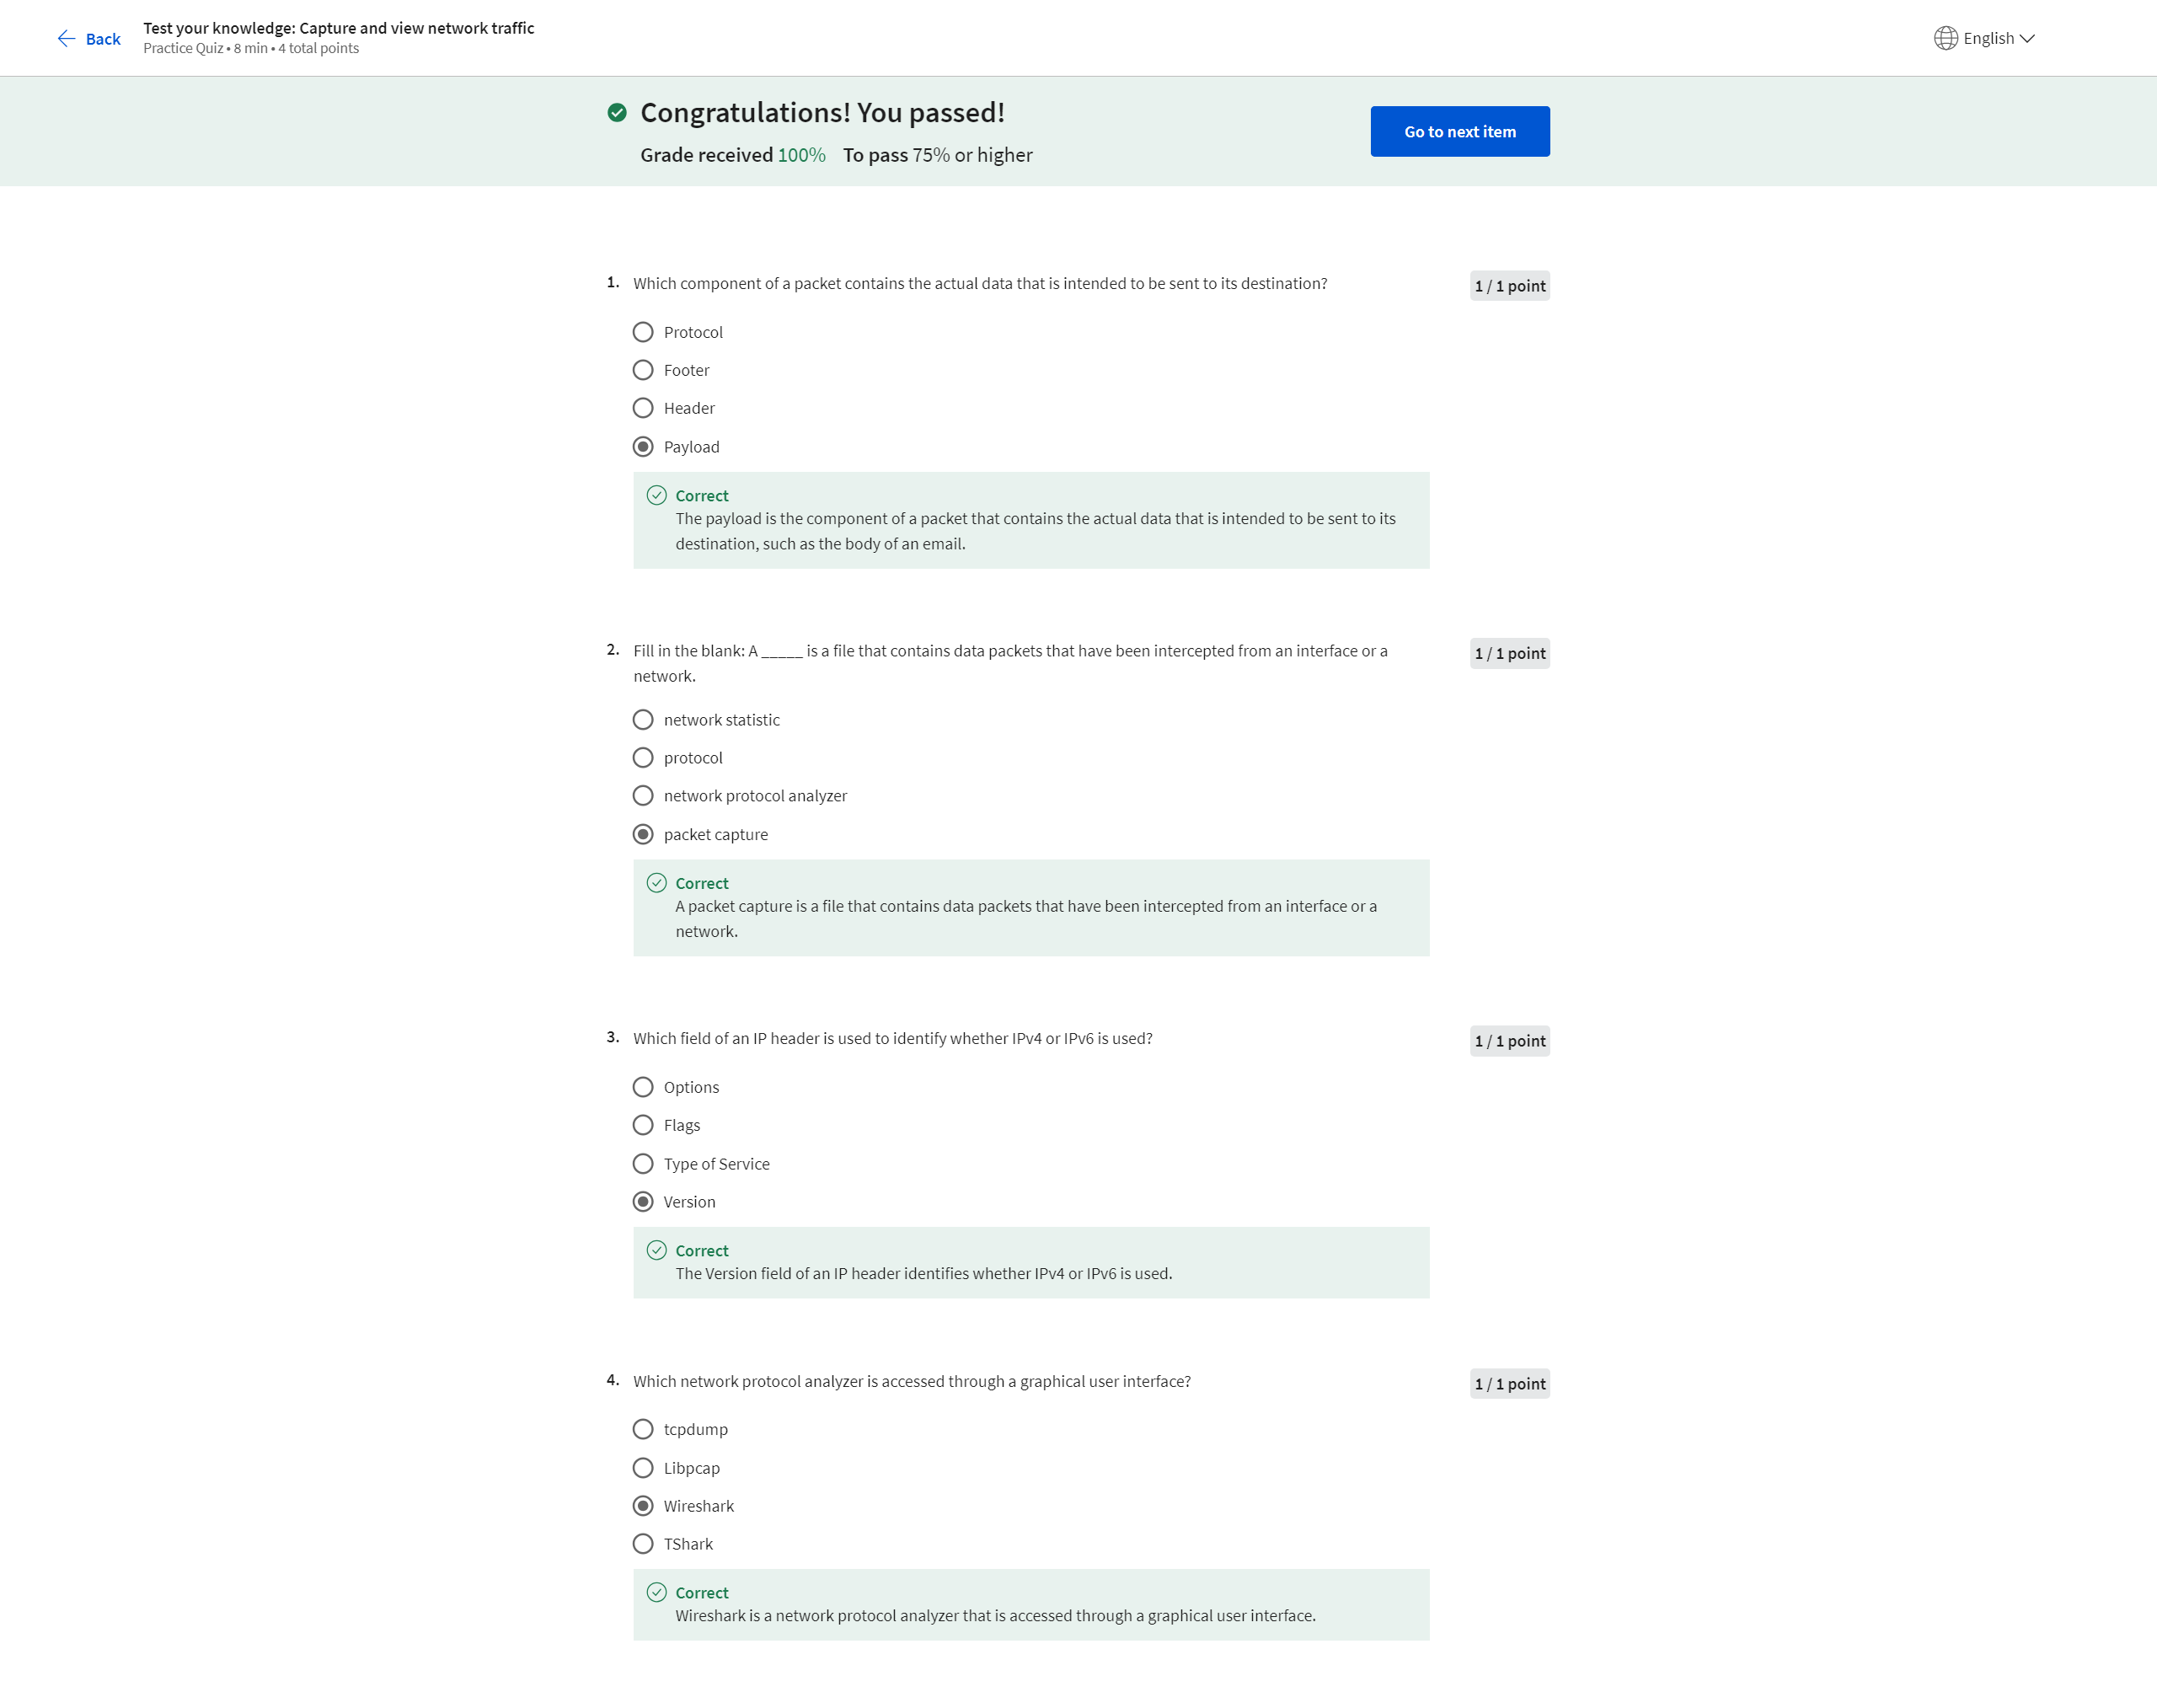 Back
Test your knowledge: Capture and view network traffic
Practice Quiz • 8 min • 4 total points
English
Congratulations! You passed!
Grade received 100% To pass 75% or higher
Go to next item
1. Which component of a packet contains the actual data that is intended to be sent to its destination?
1 / 1 point
Protocol
Footer
Header
Payload
Correct
The payload is the component of a packet that contains the actual data that is intended to be sent to its
destination, such as the body of an email.
2. Fill in the blank: A _____ is a file that contains data packets that have been intercepted from an interface or a
network.
1 / 1 point
network statistic
protocol
network protocol analyzer
packet capture
Correct
A packet capture is a file that contains data packets that have been intercepted from an interface or a
network.
3. Which field of an IP header is used to identify whether IPv4 or IPv6 is used?
1 / 1 point
Options
Flags
Type of Service
Version
Correct
The Version field of an IP header identifies whether IPv4 or IPv6 is used.
4. Which network protocol analyzer is accessed through a graphical user interface?
1 / 1 point
tcpdump
Libpcap
Wireshark
TShark
Correct
Wireshark is a network protocol analyzer that is accessed through a graphical user interface.